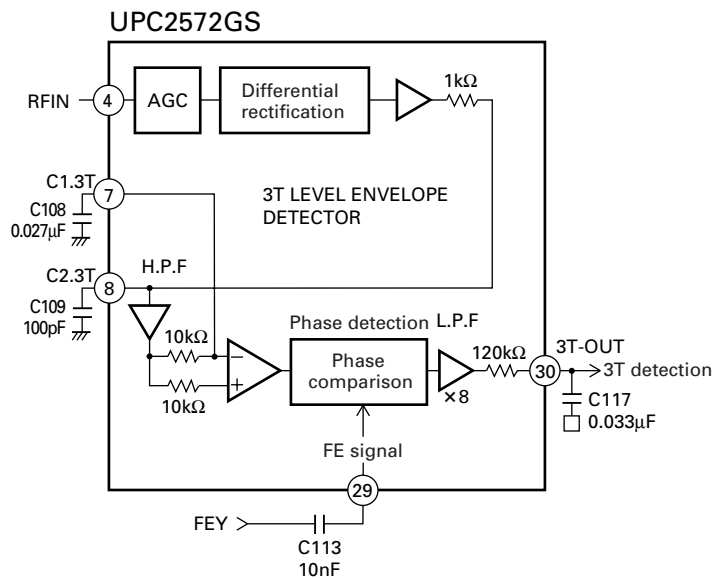 UPC2572GS
RFIN
4
AGC
Differential
rectification
1kΩ
C1.3T
7
C108
0.027µF
3T LEVEL ENVELOPE
DETECTOR
C2.3T
8
H.P.F
C109
100pF
10kΩ
10kΩ
−
+
Phase detection
L.P.F
Phase
comparison
×8
120kΩ
3T-OUT
30
3T detection
C117
0.033µF
FE signal
29
FEY
C113
10nF